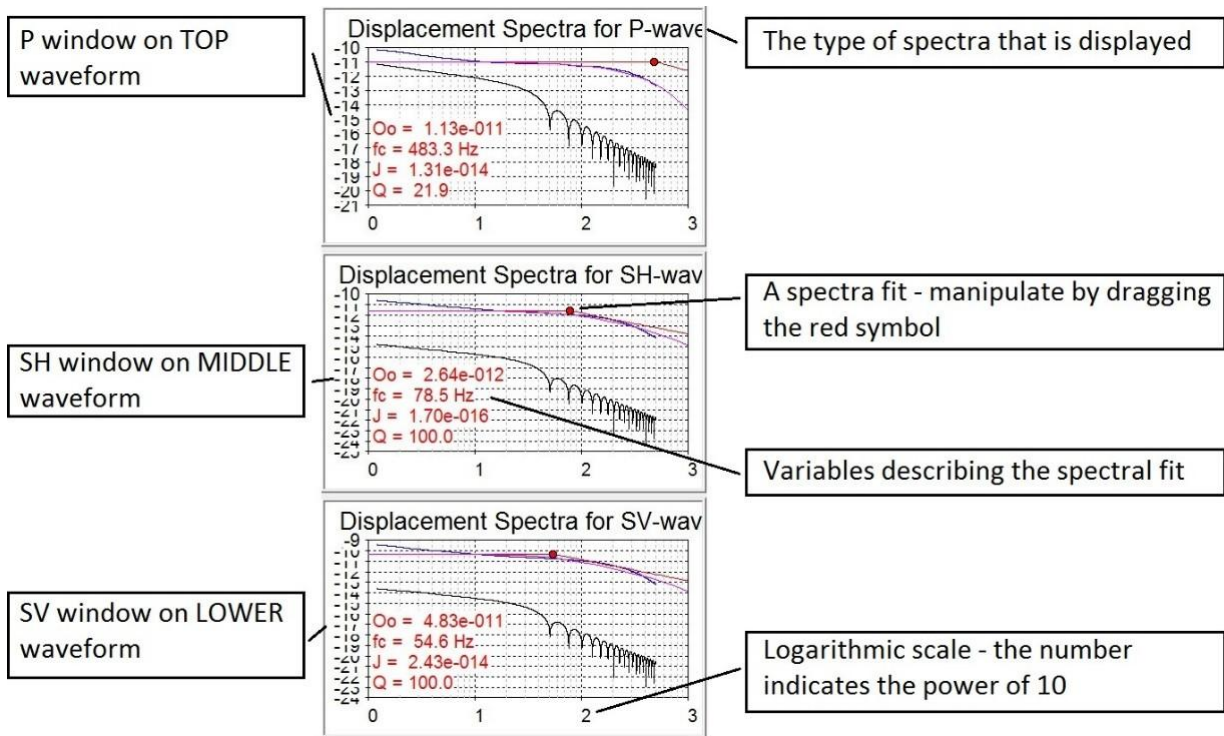 P window on TOP
waveform
Displacement Spectra for P-wave
The type of spectra that is displayed
-10
-11
-12
-13
-14
-15
-16
-17
-18
-19
-20
-21
Oo = 1.13e-011
fc = 483.3 Hz
J = 1.31e-014
Q = 21.9
0 1 2 3
SH window on MIDDLE
waveform
Displacement Spectra for SH-wav
A spectra fit - manipulate by dragging
the red symbol
-10
Oo = 2.64e-012
fc = 78.5 Hz
J = 1.70e-016
Q = 100.0
0 1 2 3
Variables describing the spectral fit
SV window on LOWER
waveform
Displacement Spectra for SV-wav
-9
Oo = 4.83e-011
fc = 54.6 Hz
J = 2.43e-014
Q = 100.0
0 1 2 3
Logarithmic scale - the number
indicates the power of 10